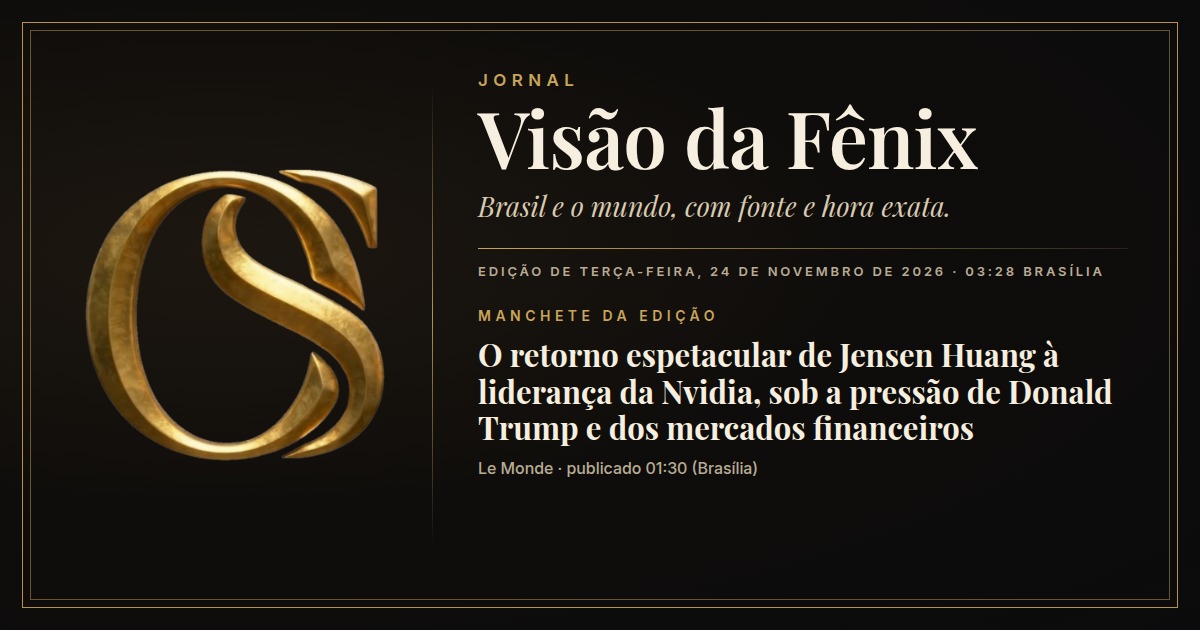 JORNAL
Visão da Fênix
Brasil e o mundo, com fonte e hora exata.
EDIÇÃO DE TERÇA-FEIRA, 24 DE NOVEMBRO DE 2026 · 03:28 BRASÍLIA
MANCHETE DA EDIÇÃO
O retorno espetacular de Jensen Huang à
liderança da Nvidia, sob a pressão de Donald
Trump e dos mercados financeiros
Le Monde · publicado 01:30 (Brasília)